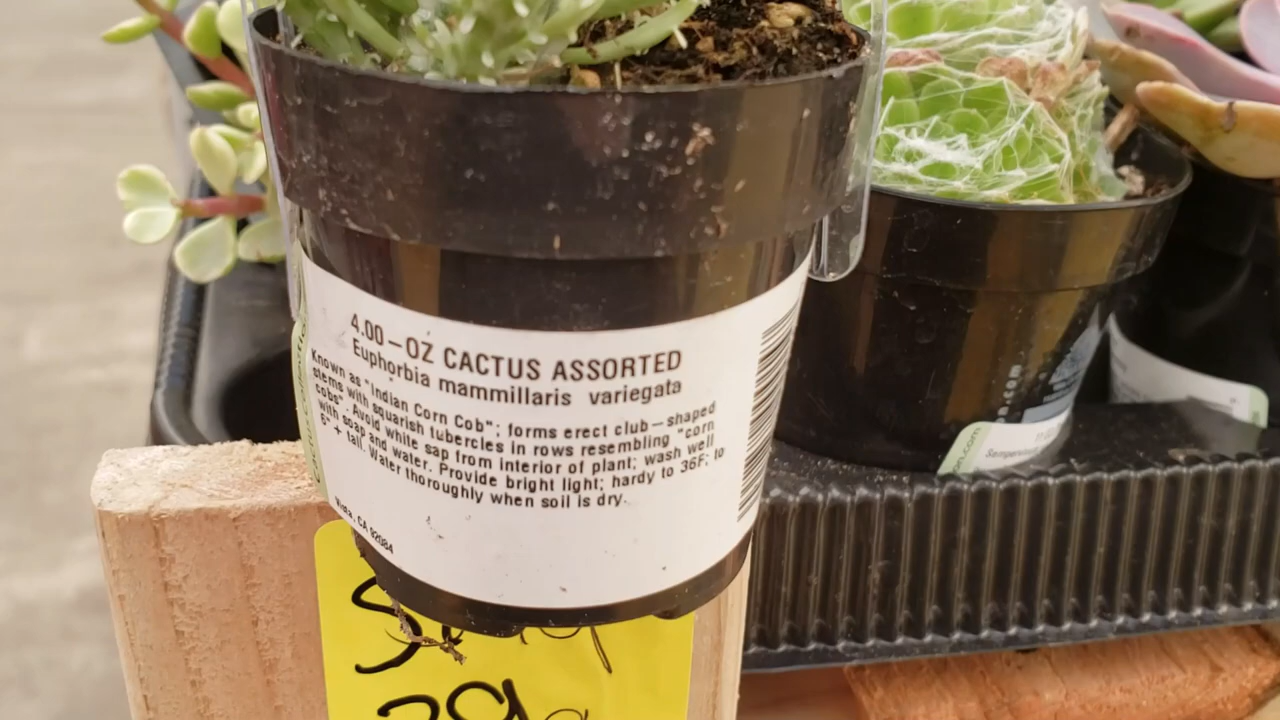 4.00-OZ CACTUS ASSORTED
Euphorbia mammillaris variegata
Known as "Indian Corn Cob"; forms erect club-shaped
stems with squarish tubercles in rows resembling "corn
cobs". Avoid white sap from interior of plant; wash well
with soap and water. Provide bright light; hardy to 36F; to
6"+ tall. Water thoroughly when soil is dry.
Vista, CA 92084